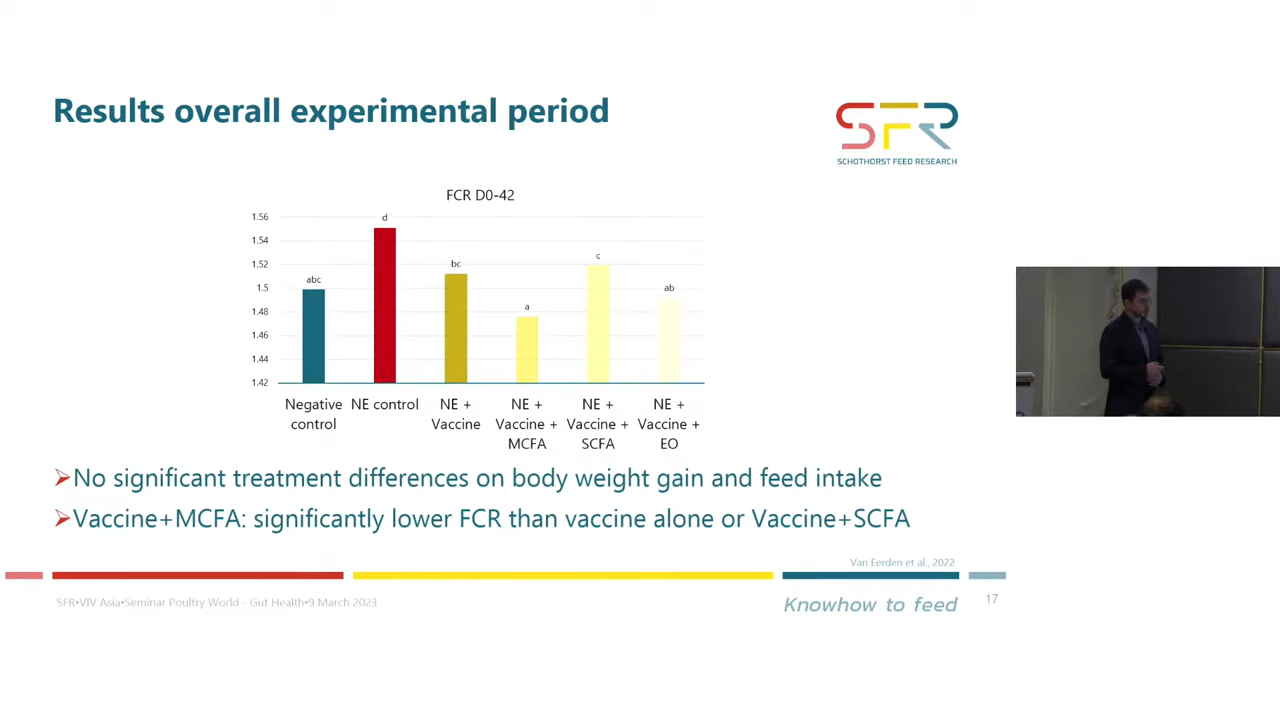 Results overall experimental period
SFR
SCHOTHORST FEED RESEARCH
FCR D0-42
1.56
1.54
1.52
1.5
1.48
1.46
1.44
1.42
abc
d
bc
a
c
ab
Negative control
NE control
NE + Vaccine
NE + Vaccine + MCFA
NE + Vaccine + SCFA
NE + Vaccine + EO
➢No significant treatment differences on body weight gain and feed intake
➢Vaccine+MCFA: significantly lower FCR than vaccine alone or Vaccine+SCFA
Van Eerden et al., 2022
SFR•VIV Asia•Seminar Poultry World - Gut Health•9 March 2023
Knowhow to feed
17